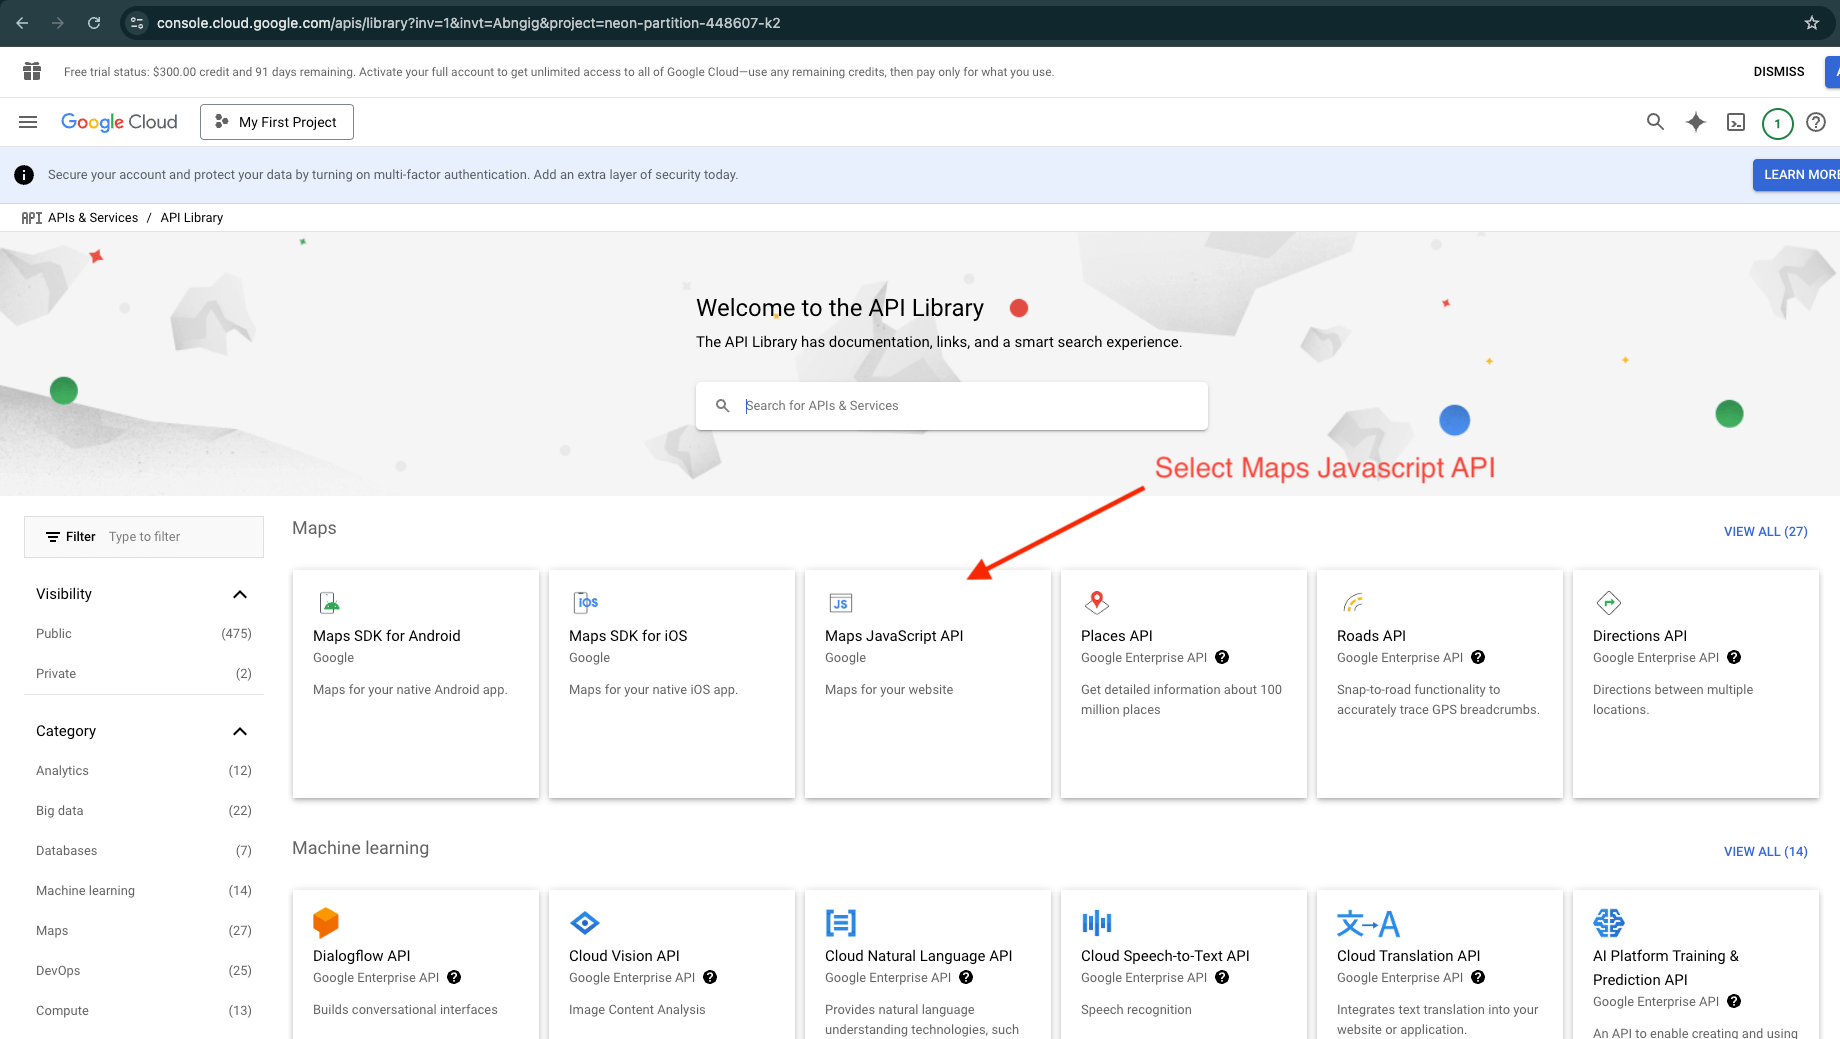 console.cloud.google.com/apis/library?inv=1&invt=Abngig&project=neon-partition-448607-k2
Free trial status: $300.00 credit and 91 days remaining. Activate your full account to get unlimited access to all of Google Cloud—use any remaining credits, then pay only for what you use.
DISMISS
Google Cloud
My First Project
1
Secure your account and protect your data by turning on multi-factor authentication. Add an extra layer of security today.
LEARN MORE
API APIs & Services / API Library
Welcome to the API Library
The API Library has documentation, links, and a smart search experience.
Search for APIs & Services
Select Maps Javascript API
Filter Type to filter
Visibility
Public (475)
Private (2)
Category
Analytics (12)
Big data (22)
Databases (7)
Machine learning (14)
Maps (27)
DevOps (25)
Compute (13)
Maps
VIEW ALL (27)
Maps SDK for Android
Google
Maps for your native Android app.
iOS
Maps SDK for iOS
Google
Maps for your native iOS app.
JS
Maps JavaScript API
Google
Maps for your website
Places API
Google Enterprise API
Get detailed information about 100
million places
Roads API
Google Enterprise API
Snap-to-road functionality to
accurately trace GPS breadcrumbs.
Directions API
Google Enterprise API
Directions between multiple
locations.
Machine learning
VIEW ALL (14)
Dialogflow API
Google Enterprise API
Builds conversational interfaces
Cloud Vision API
Google Enterprise API
Image Content Analysis
Cloud Natural Language API
Google Enterprise API
Provides natural language
understanding technologies, such
Cloud Speech-to-Text API
Google Enterprise API
Speech recognition
文→A
Cloud Translation API
Google Enterprise API
Integrates text translation into your
website or application.
AI Platform Training &
Prediction API
Google Enterprise API
An API to enable creating and using